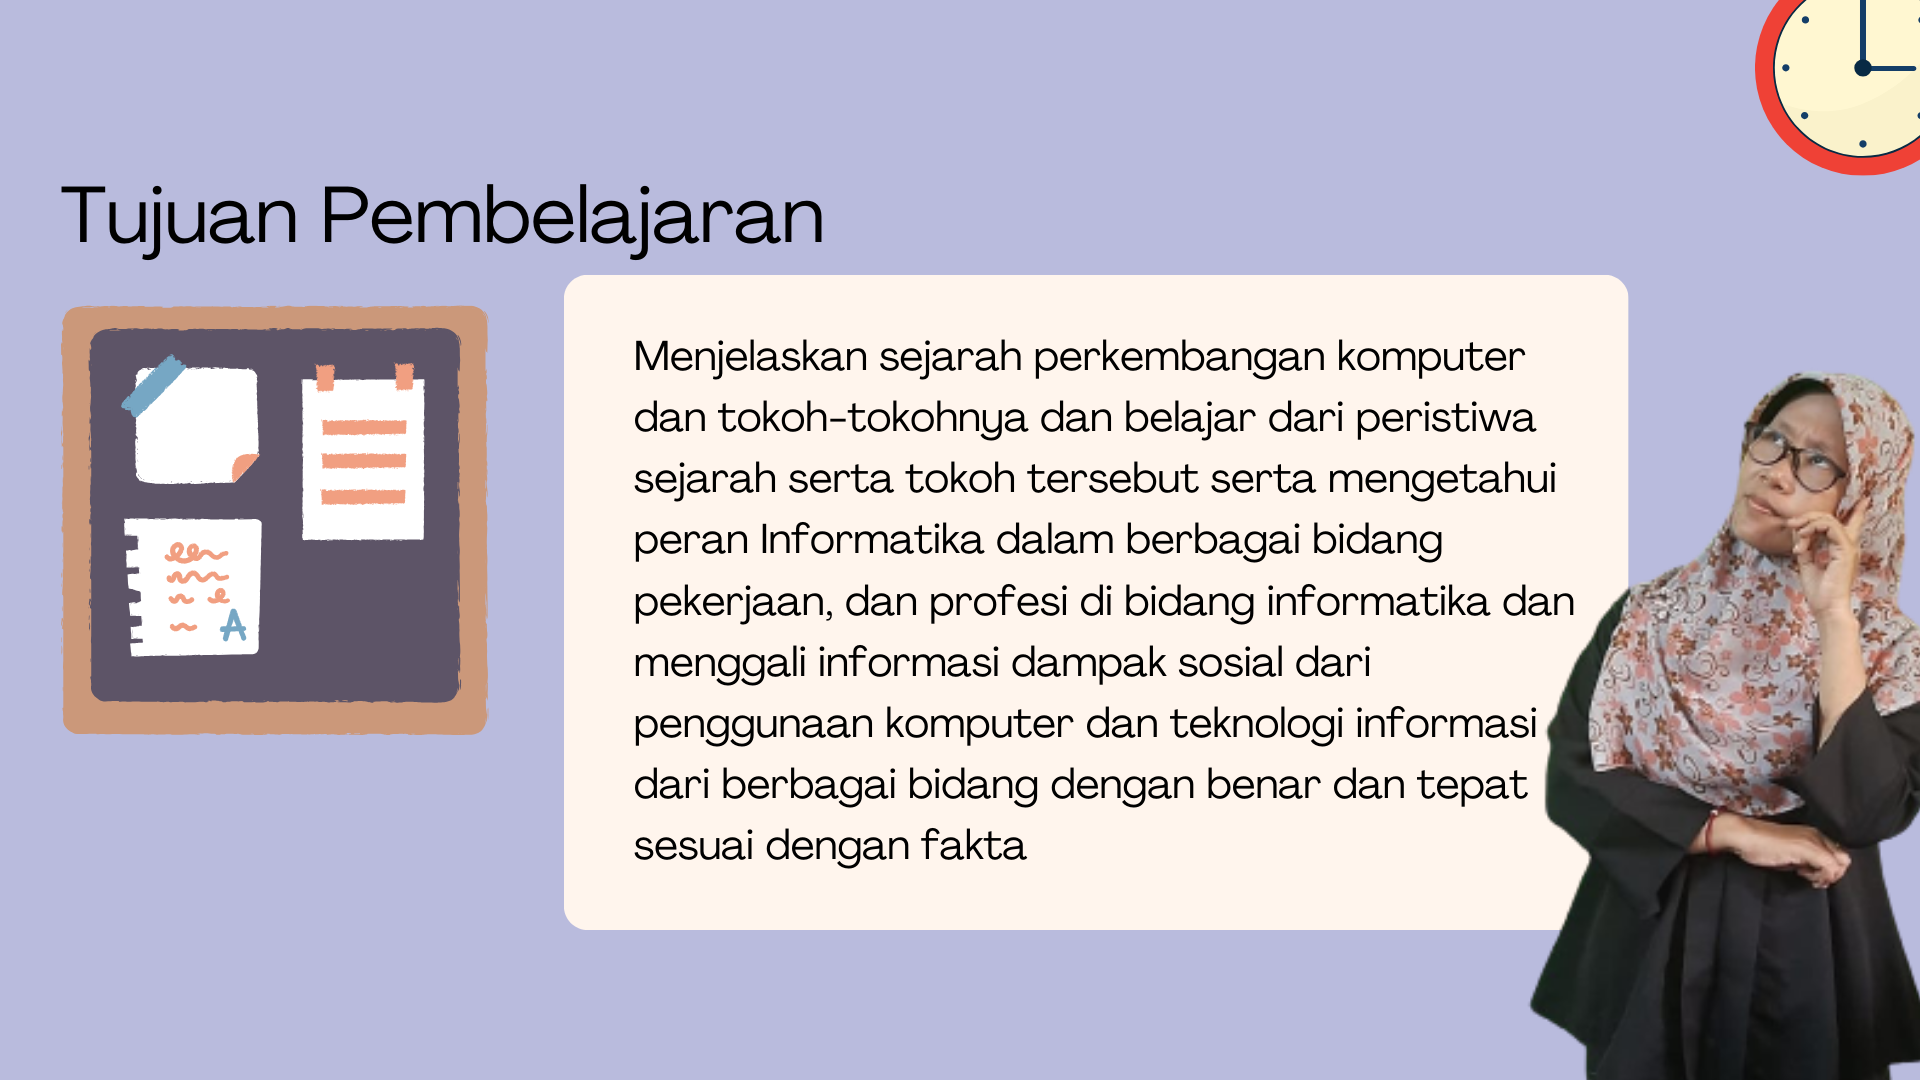 Tujuan Pembelajaran
Menjelaskan sejarah perkembangan komputer
dan tokoh-tokohnya dan belajar dari peristiwa
sejarah serta tokoh tersebut serta mengetahui
peran Informatika dalam berbagai bidang
pekerjaan, dan profesi di bidang informatika dan
menggali informasi dampak sosial dari
penggunaan komputer dan teknologi informasi
dari berbagai bidang dengan benar dan tepat
sesuai dengan fakta
A